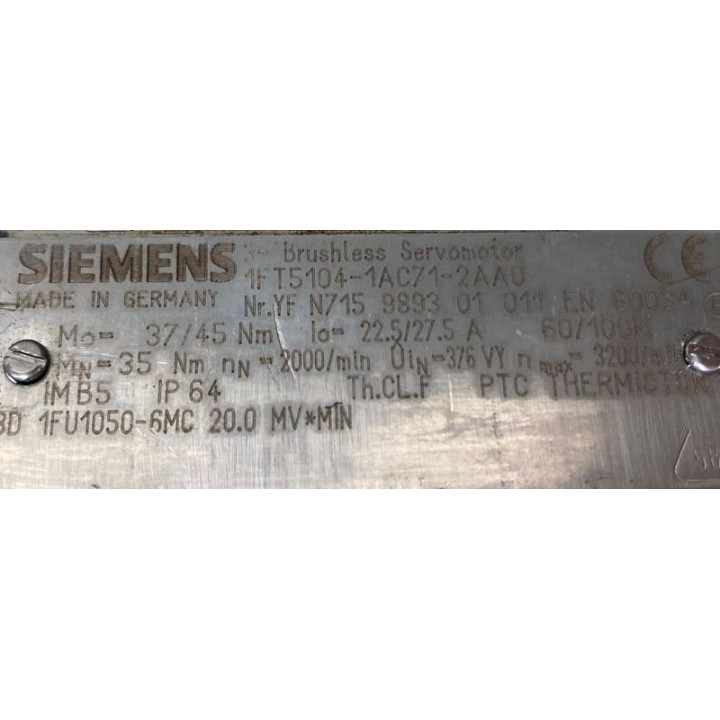 SIEMENS 3~ Brushless Servomotor CE
1FT5104-1AC71-2AA0
MADE IN GERMANY Nr.YF N715 9893 01 011 EN 60034
Mo= 37/45 Nm Io= 22.5/27.5 A 60/100K
MN= 35 Nm nN= 2000/min UiN=376 VY nmax= 3200/min
IMB5 IP 64 Th.CL.F PTC THERMISTOR
1FU1050-6MC 20.0 MV*MIN